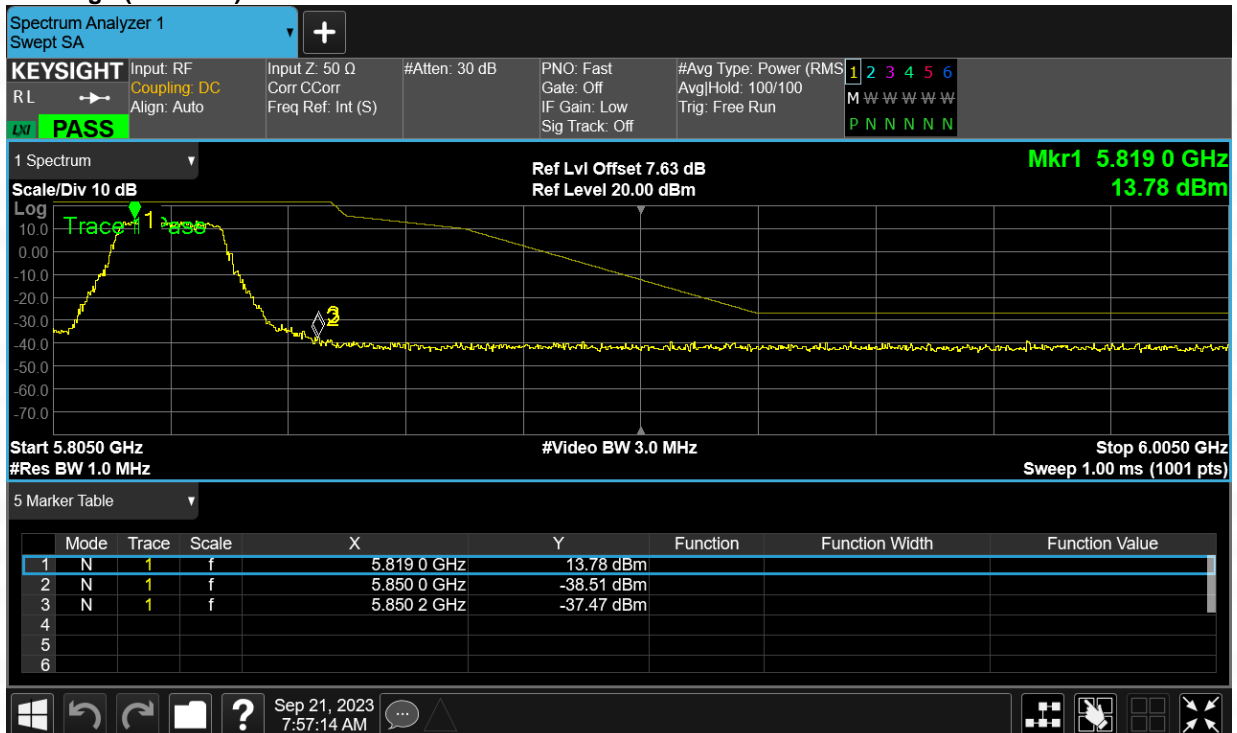 Spectrum Analyzer 1
Swept SA
+
KEYSIGHT Input: RF Input Z: 50 Ω #Atten: 30 dB PNO: Fast #Avg Type: Power (RMS 1 2 3 4 5 6
RL Coupling: DC Corr CCorr Gate: Off Avg|Hold: 100/100 M W W W W W
Align: Auto Freq Ref: Int (S) IF Gain: Low Trig: Free Run
LXI PASS Sig Track: Off P N N N N N
1 Spectrum Ref Lvl Offset 7.63 dB Mkr1 5.819 0 GHz
Scale/Div 10 dB Ref Level 20.00 dBm 13.78 dBm
Log
Trace 1 Pass
1
10.0
0.00
-10.0
-20.0
-30.0
2
3
-40.0
-50.0
-60.0
-70.0
Start 5.8050 GHz #Video BW 3.0 MHz Stop 6.0050 GHz
#Res BW 1.0 MHz Sweep 1.00 ms (1001 pts)
5 Marker Table
Mode Trace Scale X Y Function Function Width Function Value
1 N 1 f 5.819 0 GHz 13.78 dBm
2 N 1 f 5.850 0 GHz -38.51 dBm
3 N 1 f 5.850 2 GHz -37.47 dBm
4
5
6
? Sep 21, 2023
7:57:14 AM